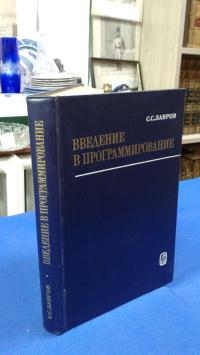 С.С.ЛАВРОВ
ВВЕДЕНИЕ
В ПРОГРАММИРОВАНИЕ
С.С.ЛАВРОВ ВВЕДЕНИЕ В ПРОГРАММИРОВАНИЕ